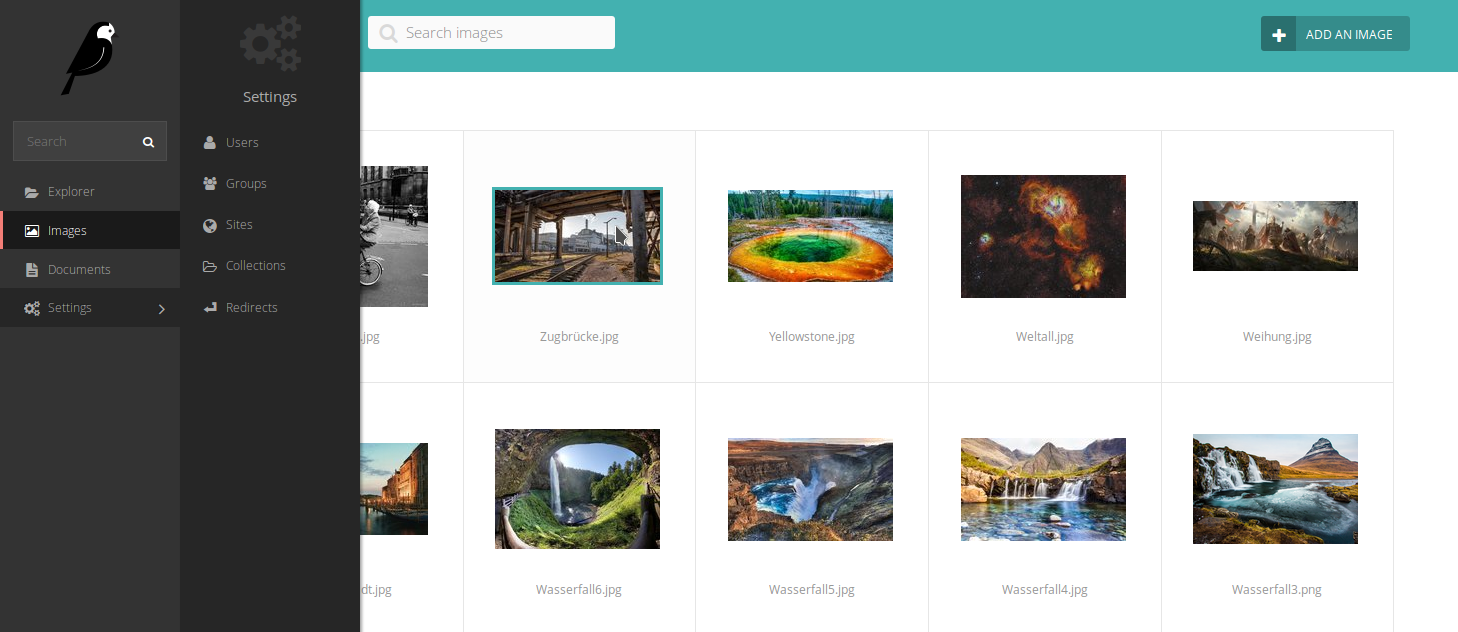 Search
Explorer
Images
Documents
Settings
Settings
Users
Groups
Sites
Collections
Redirects
Search images
ADD AN IMAGE
.jpg
Zugbrücke.jpg
Yellowstone.jpg
Weltall.jpg
Weihung.jpg
dt.jpg
Wasserfall6.jpg
Wasserfall5.jpg
Wasserfall4.jpg
Wasserfall3.png